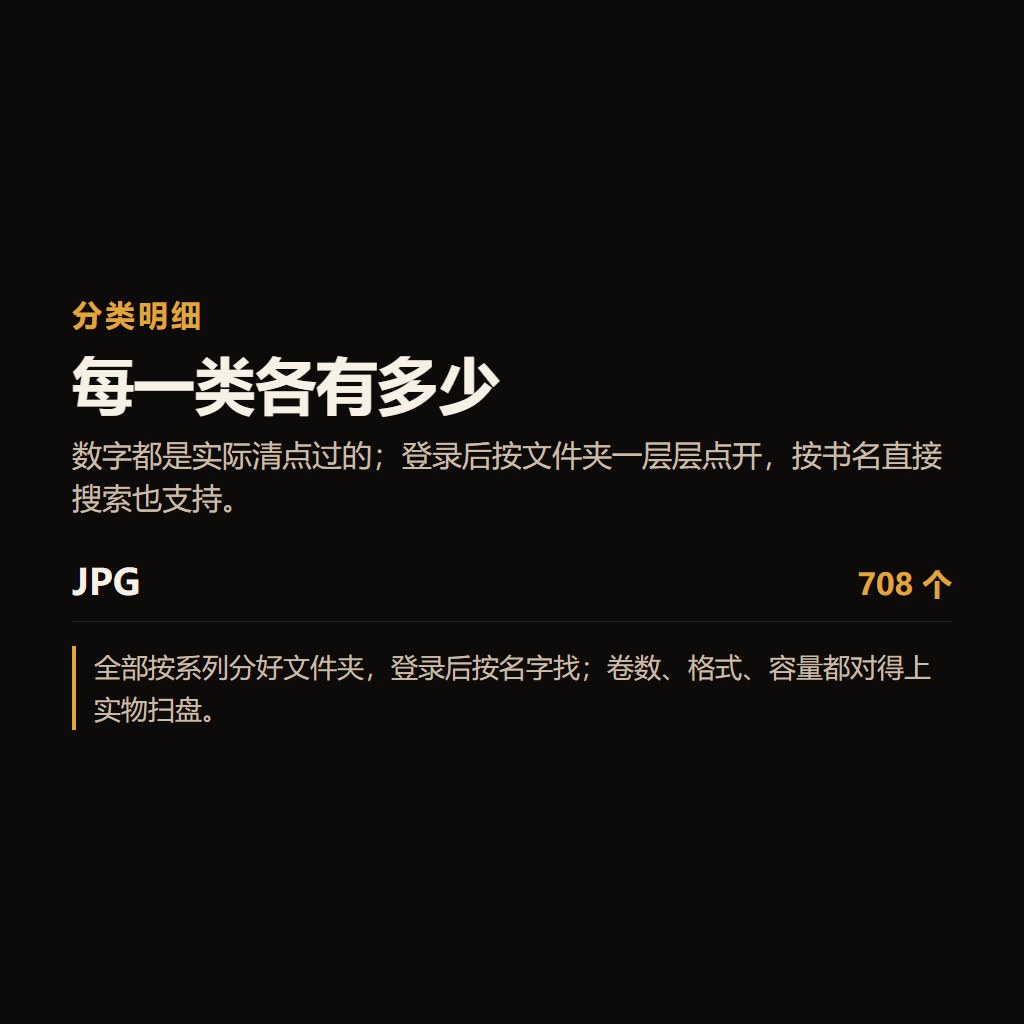 分类明细
每一类各有多少
数字都是实际清点过的；登录后按文件夹一层层点开，按书名直接
搜索也支持。
JPG 708 个
全部按系列分好文件夹，登录后按名字找；卷数、格式、容量都对得上
实物扫盘。